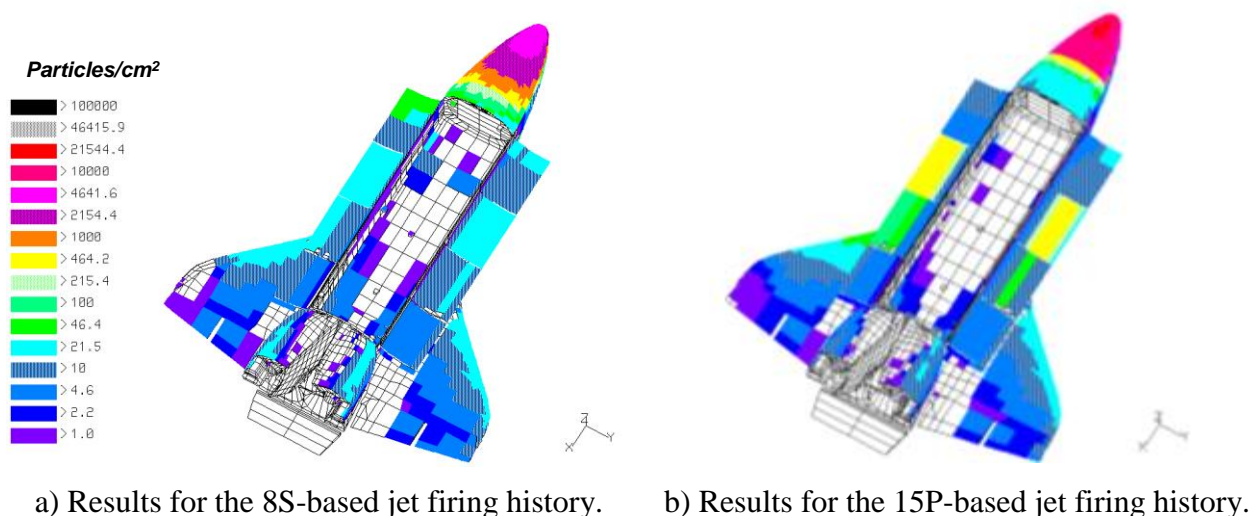 Particles/cm²
> 100000
> 46415.9
> 21544.4
> 10000
> 4641.6
> 2154.4
> 1000
> 464.2
> 215.4
> 100
> 46.4
> 21.5
> 10
> 4.6
> 2.2
> 1.0
Z
X Y
Z
X Y
a) Results for the 8S-based jet firing history.
b) Results for the 15P-based jet firing history.